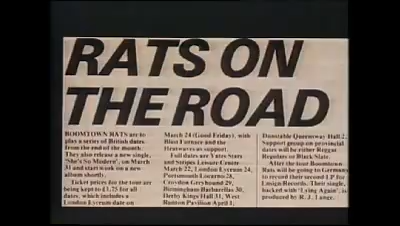 RATS ON
THE ROAD
BOOMTOWN RATS are to
play a series of British dates
from the end of the month.
They also release a new single,
'She's So Modern', on March
31 and start work on a new
album shortly.
Ticket prices for the tour are
being kept to £1.75 for all
dates, which includes a
London Lyceum date on
March 24 (Good Friday), with
Blast Furnace and the
Heatwaves as support.
Full dates are Yates
and Stripes Leisure Centre
March 22, London Lyceum 24,
Portsmouth Locarno 28,
Croydon Greyhound 29,
Birmingham Barbarellas 30,
Derby Kings Hall 31, West
Runton Pavilion April 1,
Dunstable Queensway Hall 2.
Support group on provincial
dates will be either Reggae
Regulars or Black Slate.
After the tour Boomtown
Rats will be going to Germany
to record their second LP for
Ensign Records. Their single,
backed with 'Lying Again', is
produced by R. J. Lange.